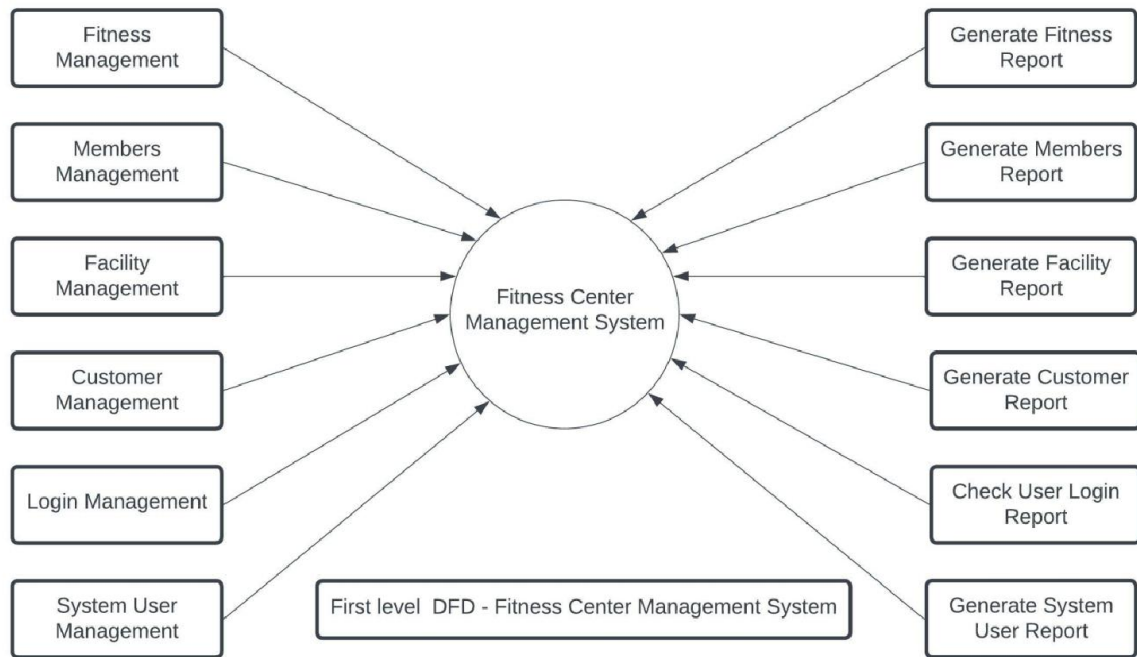 Fitness
Management
Members
Management
Facility
Management
Customer
Management
Login Management
System User
Management
Fitness Center
Management System
First level DFD - Fitness Center Management System
Generate Fitness
Report
Generate Members
Report
Generate Facility
Report
Generate Customer
Report
Check User Login
Report
Generate System
User Report